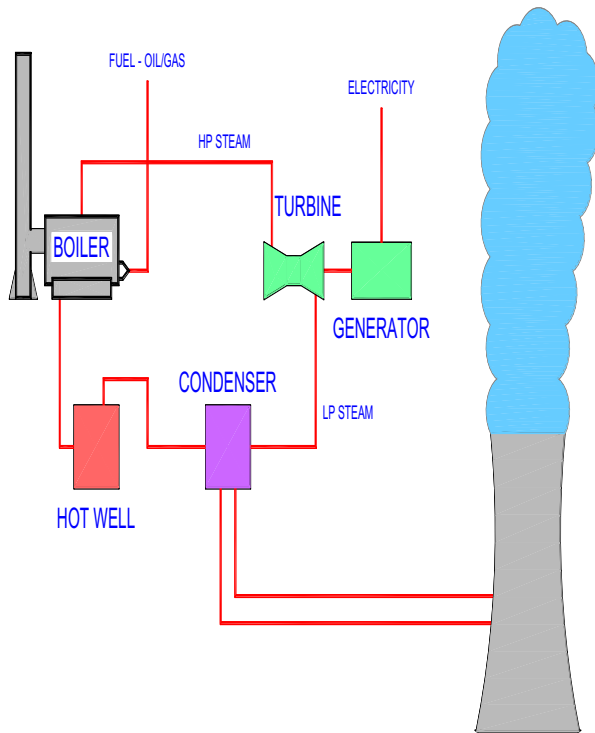 FUEL - OIL/GAS
ELECTRICITY
HP STEAM
TURBINE
BOILER
GENERATOR
CONDENSER
LP STEAM
HOT WELL